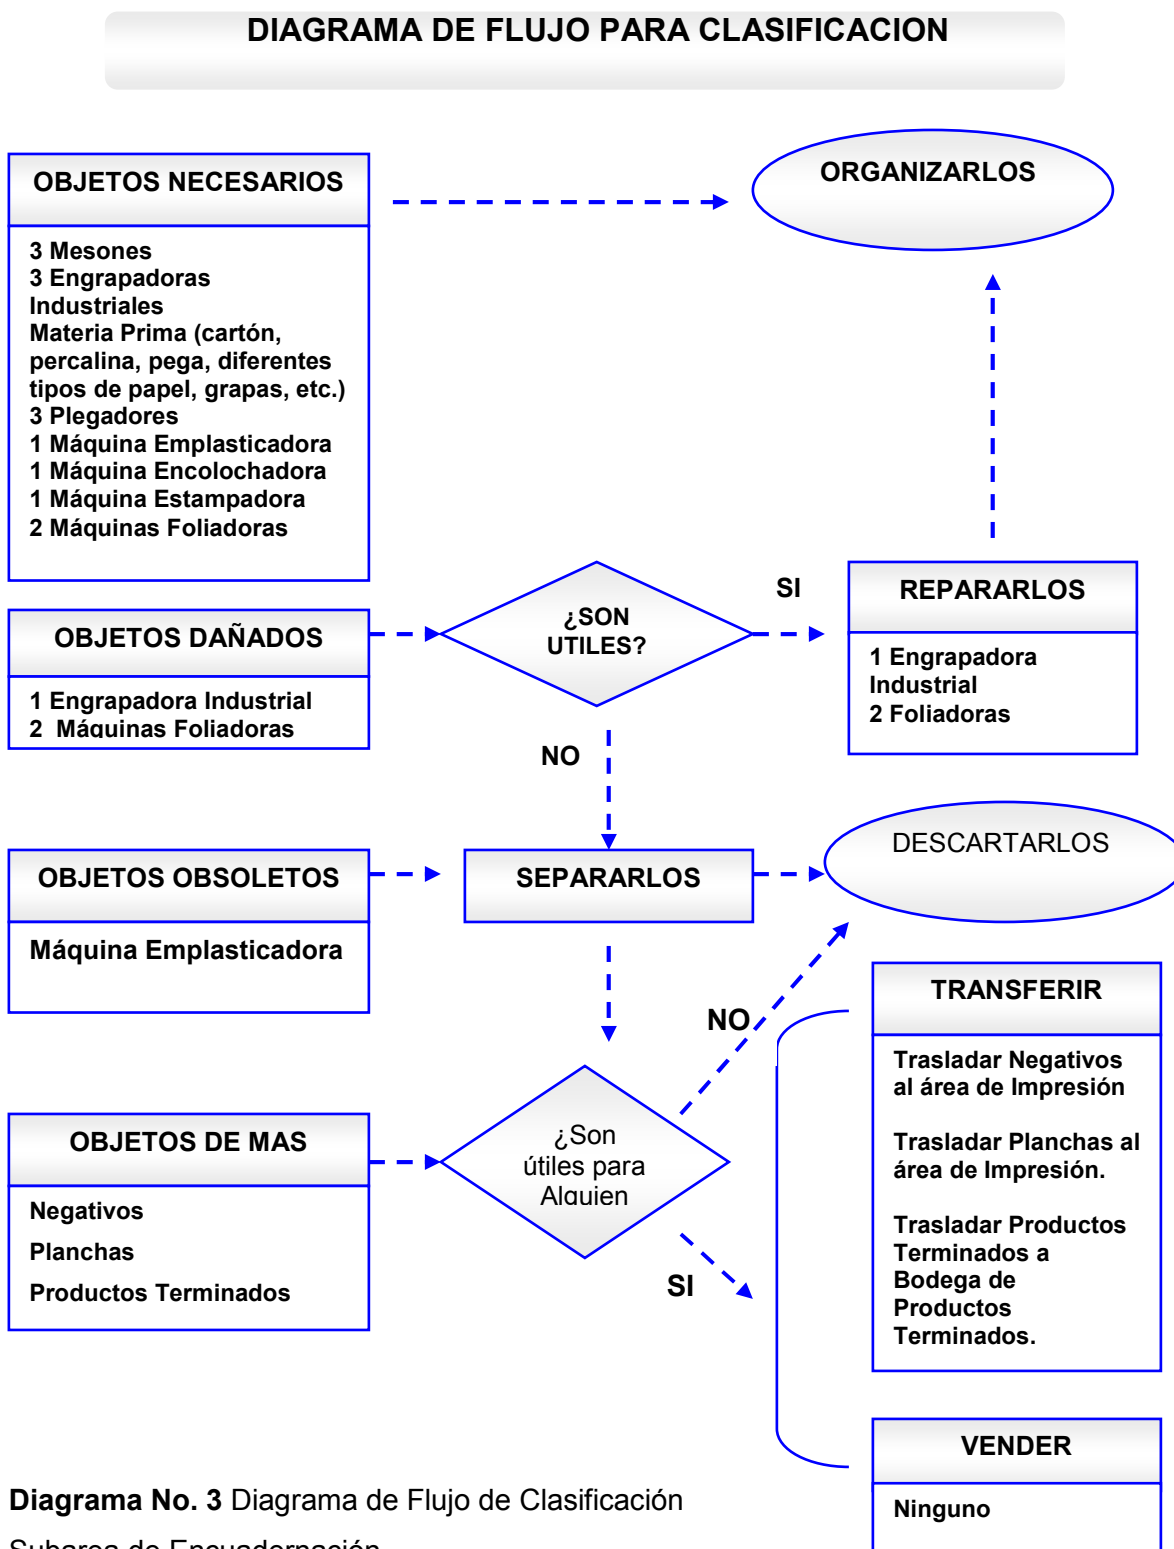 DIAGRAMA DE FLUJO PARA CLASIFICACION
OBJETOS NECESARIOS
3 Mesones
3 Engrapadoras
Industriales
Materia Prima (cartón,
percalina, pega, diferentes
tipos de papel, grapas, etc.)
3 Plegadores
1 Máquina Emplasticadora
1 Máquina Encolochadora
1 Máquina Estampadora
2 Máquinas Foliadoras
ORGANIZARLOS
OBJETOS DAÑADOS
1 Engrapadora Industrial
2 Máquinas Foliadoras
¿SON
UTILES?
SI
NO
REPARARLOS
1 Engrapadora
Industrial
2 Foliadoras
OBJETOS OBSOLETOS
Máquina Emplasticadora
SEPARARLOS
DESCARTARLOS
OBJETOS DE MAS
Negativos
Planchas
Productos Terminados
¿Son
útiles para
Alguien
NO
SI
TRANSFERIR
Trasladar Negativos
al área de Impresión
Trasladar Planchas al
área de Impresión.
Trasladar Productos
Terminados a
Bodega de
Productos
Terminados.
VENDER
Ninguno
Diagrama No. 3 Diagrama de Flujo de Clasificación
Subarea de Encuadernación